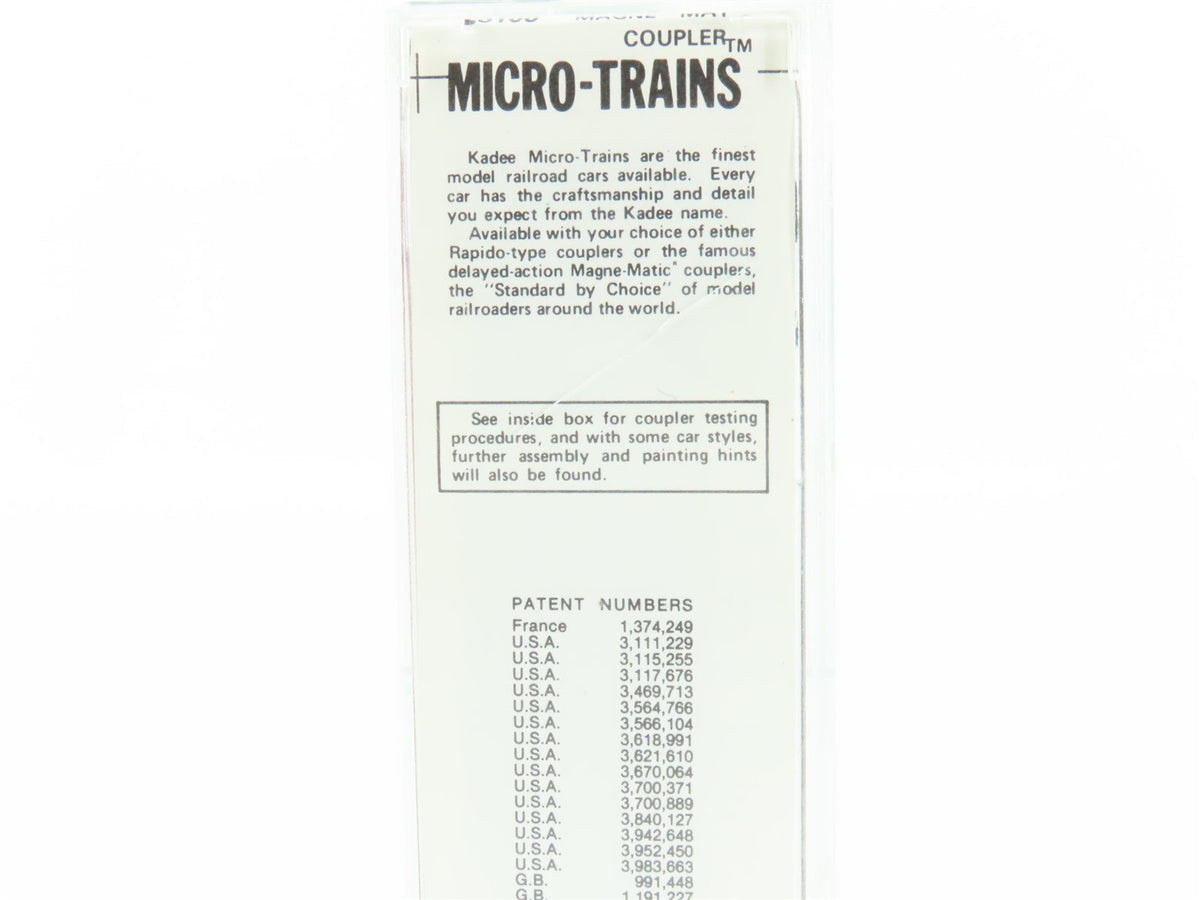 COUPLER TM
MICRO-TRAINS
Kadee Micro-Trains are the finest
model railroad cars available. Every
car has the craftsmanship and detail
you expect from the Kadee name.
Available with your choice of either
Rapido-type couplers or the famous
delayed-action Magne-Matic® couplers,
the "Standard by Choice" of model
railroaders around the world.
See inside box for coupler testing
procedures, and with some car styles,
further assembly and painting hints
will also be found.
PATENT NUMBERS
France 1,374,249
U.S.A. 3,111,229
U.S.A. 3,115,255
U.S.A. 3,117,676
U.S.A. 3,469,713
U.S.A. 3,564,766
U.S.A. 3,566,104
U.S.A. 3,618,991
U.S.A. 3,621,610
U.S.A. 3,670,064
U.S.A. 3,700,371
U.S.A. 3,700,889
U.S.A. 3,840,127
U.S.A. 3,942,648
U.S.A. 3,952,450
U.S.A. 3,983,663
G.B. 991,448
G.B. 1,191,227